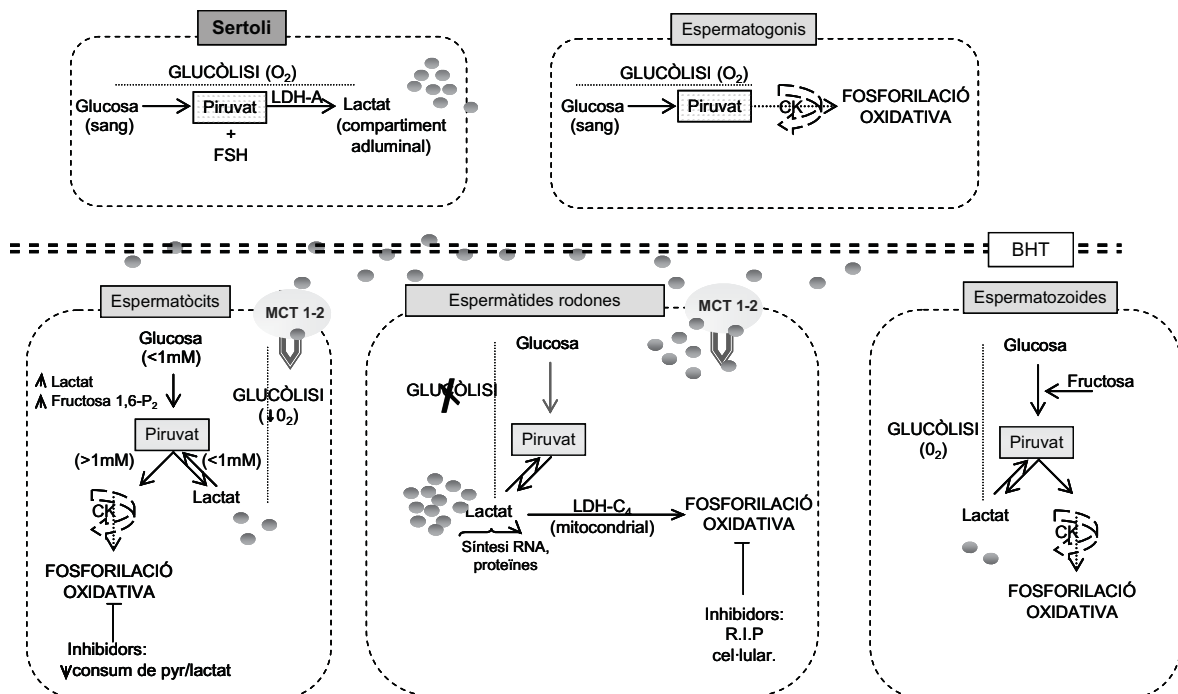 Sertoli
GLUCÒLISI (O₂)
Glucosa
(sang)
Piruvat
LDH-A
Lactat
(compartiment
adluminal)
+
FSH
Espermatogonis
GLUCÒLISI (O₂)
Glucosa
(sang)
Piruvat
CK
FOSFORILACIÓ
OXIDATIVA
BHT
Espermatòcits
MCT 1-2
Glucosa
(<1mM)
Lactat
Fructosa 1,6-P₂
GLUCÒLISI
(↓0₂)
Piruvat
(>1mM)
(<1mM)
Lactat
CK
FOSFORILACIÓ
OXIDATIVA
Inhibidors:
consum de pyr/lactat
Espermàtides rodones
MCT 1-2
Glucosa
GLUCÒLISI
Piruvat
Lactat
LDH-C₄
(mitocondrial)
FOSFORILACIÓ
OXIDATIVA
Síntesi RNA,
proteïnes
Inhibidors:
R.I.P
cel·lular.
Espermatozoides
Glucosa
Fructosa
GLUCÒLISI
(0₂)
Piruvat
Lactat
CK
FOSFORILACIÓ
OXIDATIVA